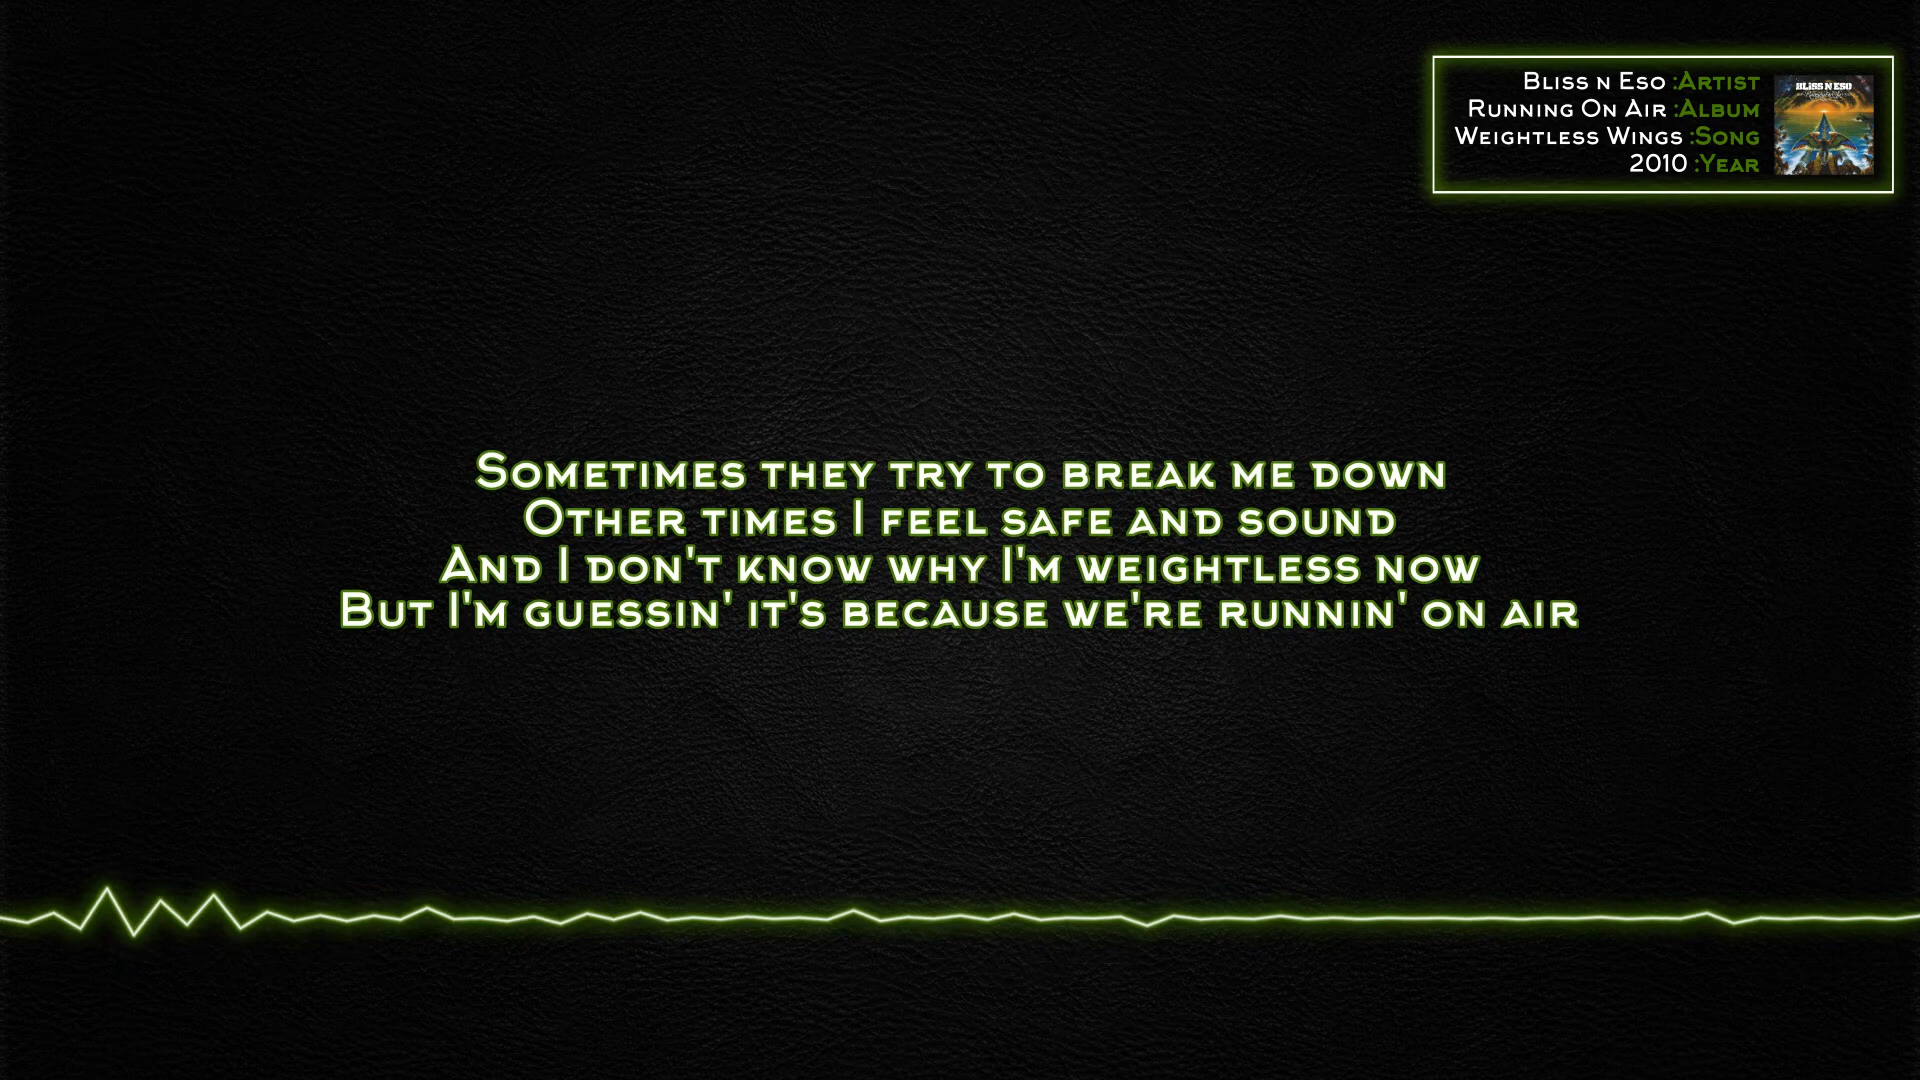 Bliss n Eso :Artist
Running On Air :Album
Weightless Wings :Song
2010 :Year
BLISS N ESO
Sometimes they try to break me down
Other times I feel safe and sound
And I don't know why I'm weightless now
But I'm guessin' it's because we're runnin' on air